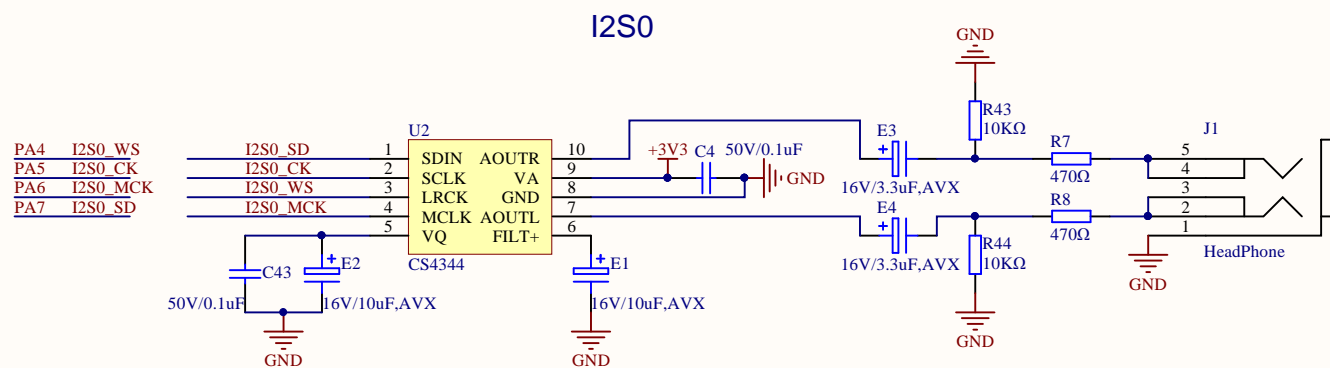 I2S0
GND
R43
10KΩ
E3
R7
J1
U2
PA4 I2S0_WS
I2S0_SD 1 SDIN AOUTR 10
+3V3 C4 50V/0.1uF
5
PA5 I2S0_CK
I2S0_CK 2 SCLK VA 9
GND
16V/3.3uF,AVX
470Ω
4
PA6 I2S0_MCK
I2S0_WS 3 LRCK GND 8
E4
R8
3
PA7 I2S0_SD
I2S0_MCK 4 MCLK AOUTL 7
2
5 VQ FILT+ 6
16V/3.3uF,AVX
R44
10KΩ
470Ω
1
CS4344
HeadPhone
C43
E2
E1
GND
50V/0.1uF
16V/10uF,AVX
16V/10uF,AVX
GND
GND
GND